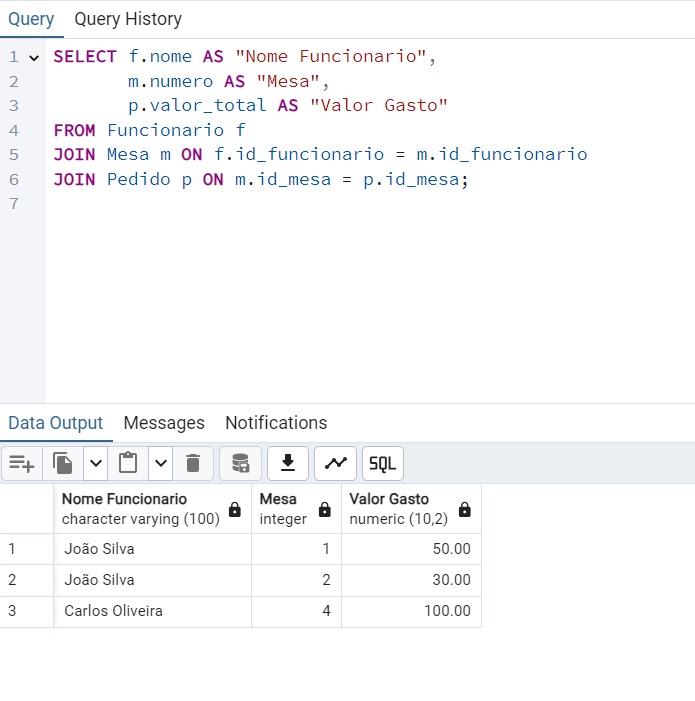 Query Query History
1 SELECT f.nome AS "Nome Funcionario",
2 m.numero AS "Mesa",
3 p.valor_total AS "Valor Gasto"
4 FROM Funcionario f
5 JOIN Mesa m ON f.id_funcionario = m.id_funcionario
6 JOIN Pedido p ON m.id_mesa = p.id_mesa;
7
Data Output Messages Notifications
SQL
Nome Funcionario Mesa Valor Gasto
character varying (100) integer numeric (10,2)
1 João Silva 1 50.00
2 João Silva 2 30.00
3 Carlos Oliveira 4 100.00